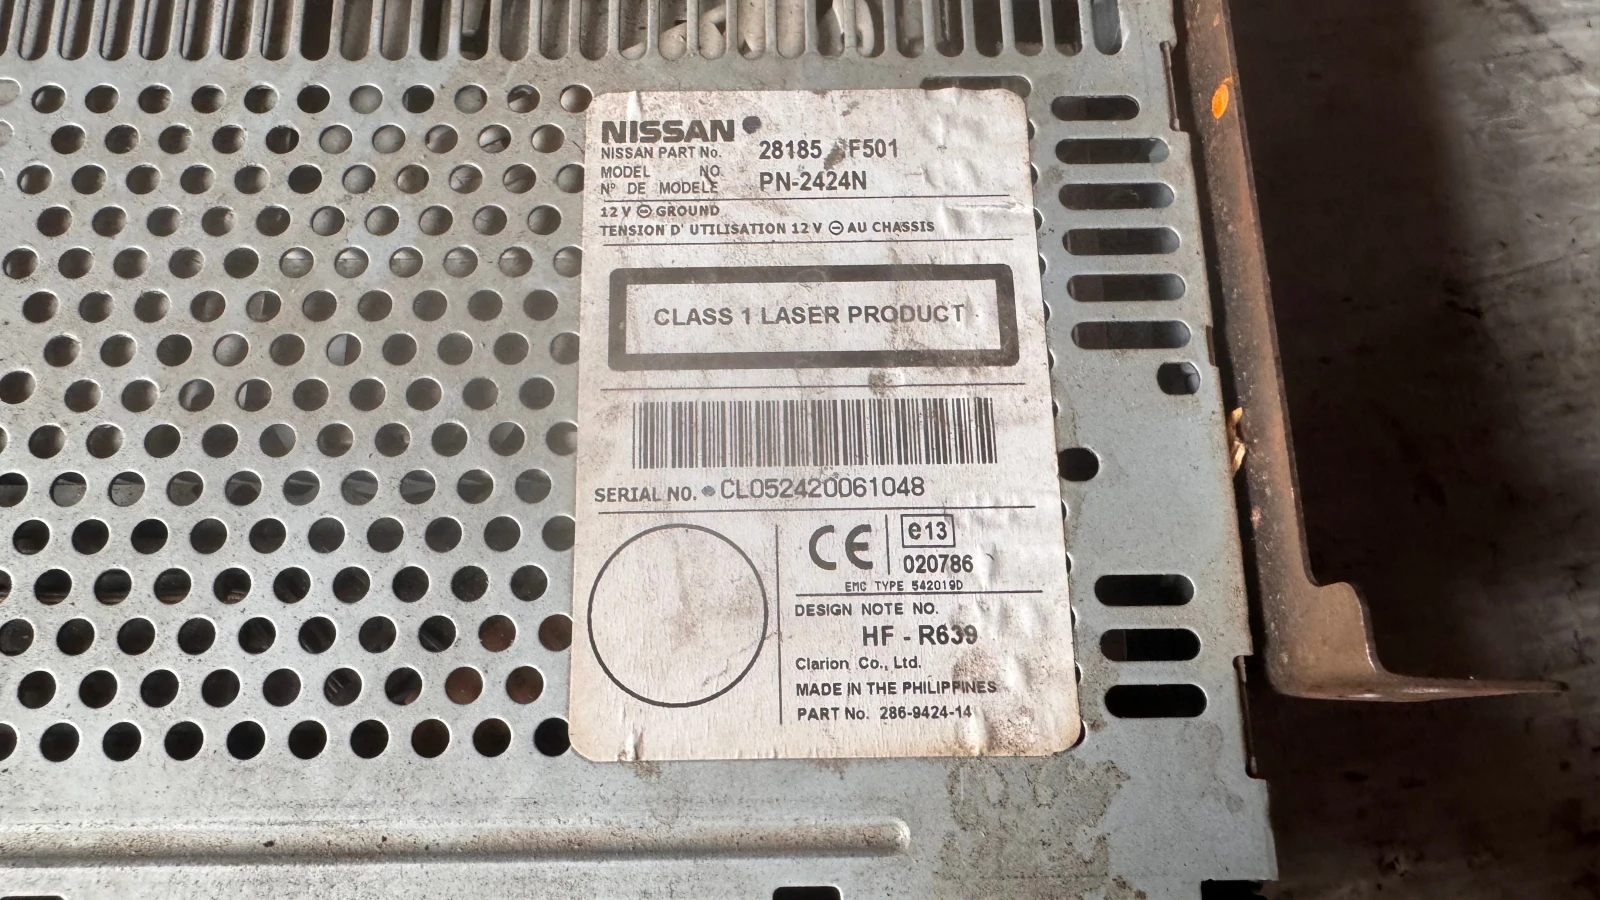 NISSAN
NISSAN PART No. 28185 F501
MODEL NO.
Nº DE MODELE PN-2424N
12 V ⊖ GROUND
TENSION D' UTILISATION 12 V ⊖ AU CHASSIS
CLASS 1 LASER PRODUCT
SERIAL NO. CL052420061048
CE e13
020786
EMC TYPE 542019D
DESIGN NOTE NO.
HF - R639
Clarion Co., Ltd.
MADE IN THE PHILIPPINES
PART No. 286-9424-14